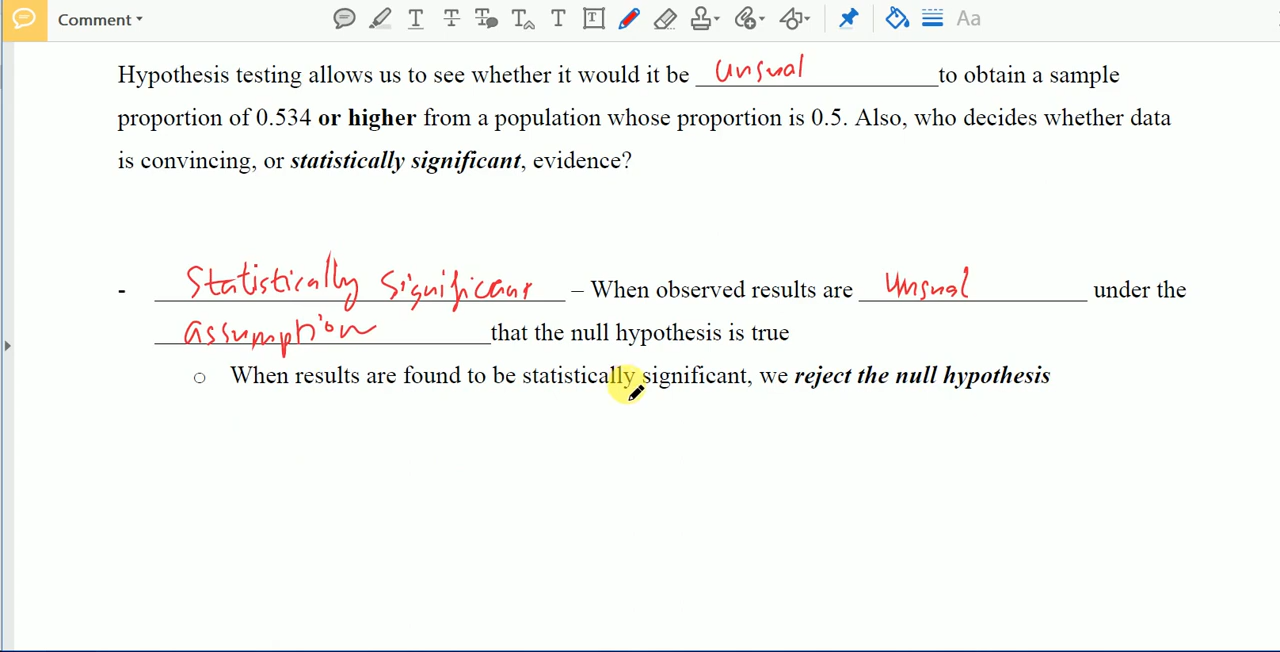 Comment
Hypothesis testing allows us to see whether it would it be unsual to obtain a sample
proportion of 0.534 or higher from a population whose proportion is 0.5. Also, who decides whether data
is convincing, or statistically significant, evidence?
- Statistically Significant – When observed results are Unsual under the
assumption that the null hypothesis is true
○ When results are found to be statistically significant, we reject the null hypothesis